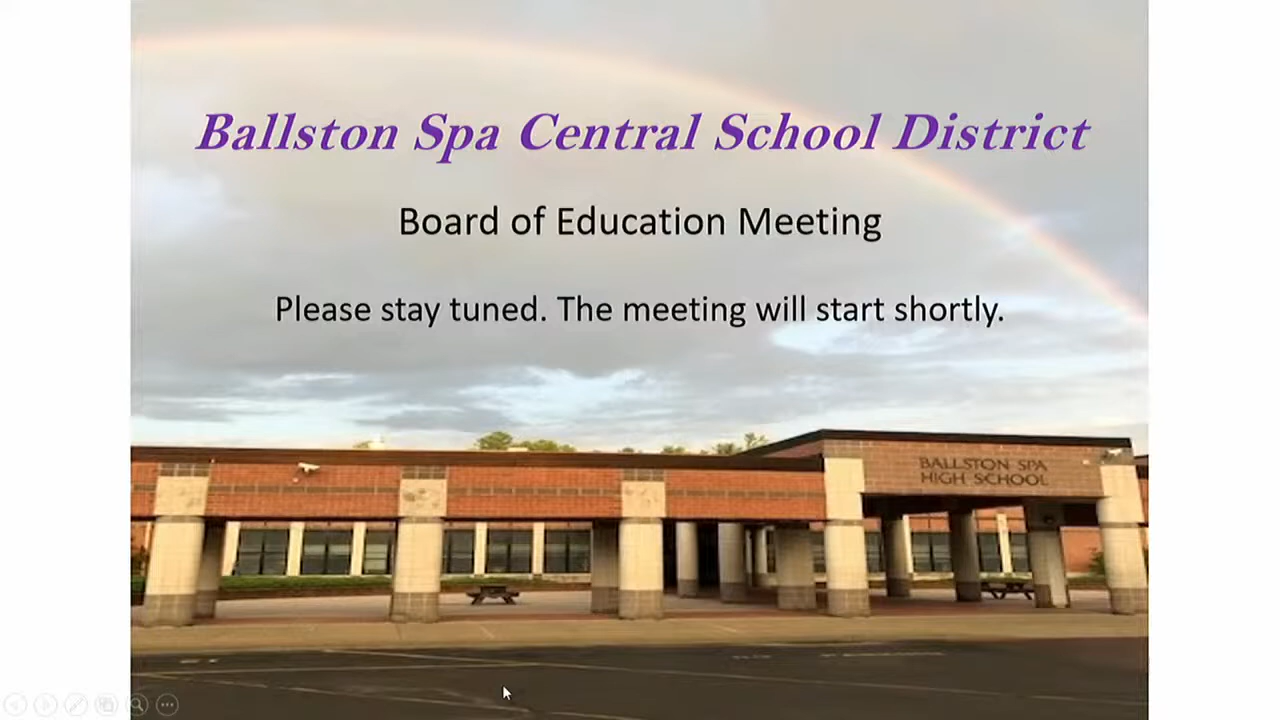 Ballston Spa Central School District
Board of Education Meeting
Please stay tuned. The meeting will start shortly.
BALLSTON SPA
HIGH SCHOOL